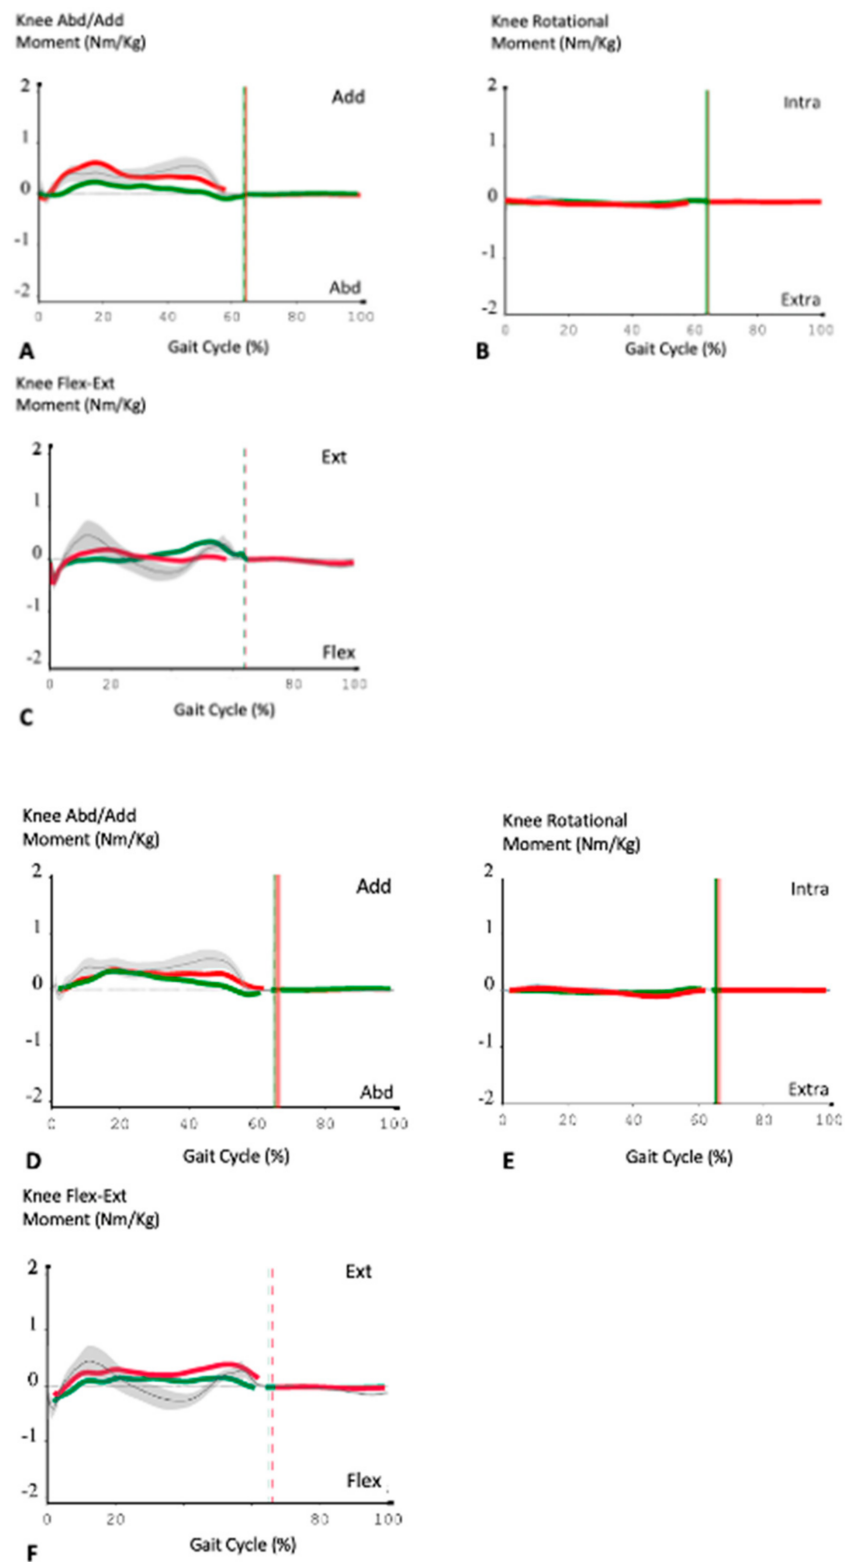 Knee Abd/Add
Moment (Nm/Kg)
2
Add
1
0
-1
-2
Abd
0 20 40 60 80 100
Gait Cycle (%)
A
Knee Rotational
Moment (Nm/Kg)
2
Intra
1
0
-1
-2
Extra
0 20 40 60 80 100
Gait Cycle (%)
B
Knee Flex-Ext
Moment (Nm/Kg)
2
Ext
1
0
-1
-2
Flex
0 20 80 100
Gait Cycle (%)
C
Knee Abd/Add
Moment (Nm/Kg)
2
Add
1
0
-1
-2
Abd
0 20 40 60 80 100
Gait Cycle (%)
D
Knee Rotational
Moment (Nm/Kg)
2
Intra
1
0
-1
-2
Extra
0 20 40 60 80 100
Gait Cycle (%)
E
Knee Flex-Ext
Moment (Nm/Kg)
2
Ext
1
0
-1
-2
Flex
0 20 80 100
Gait Cycle (%)
F